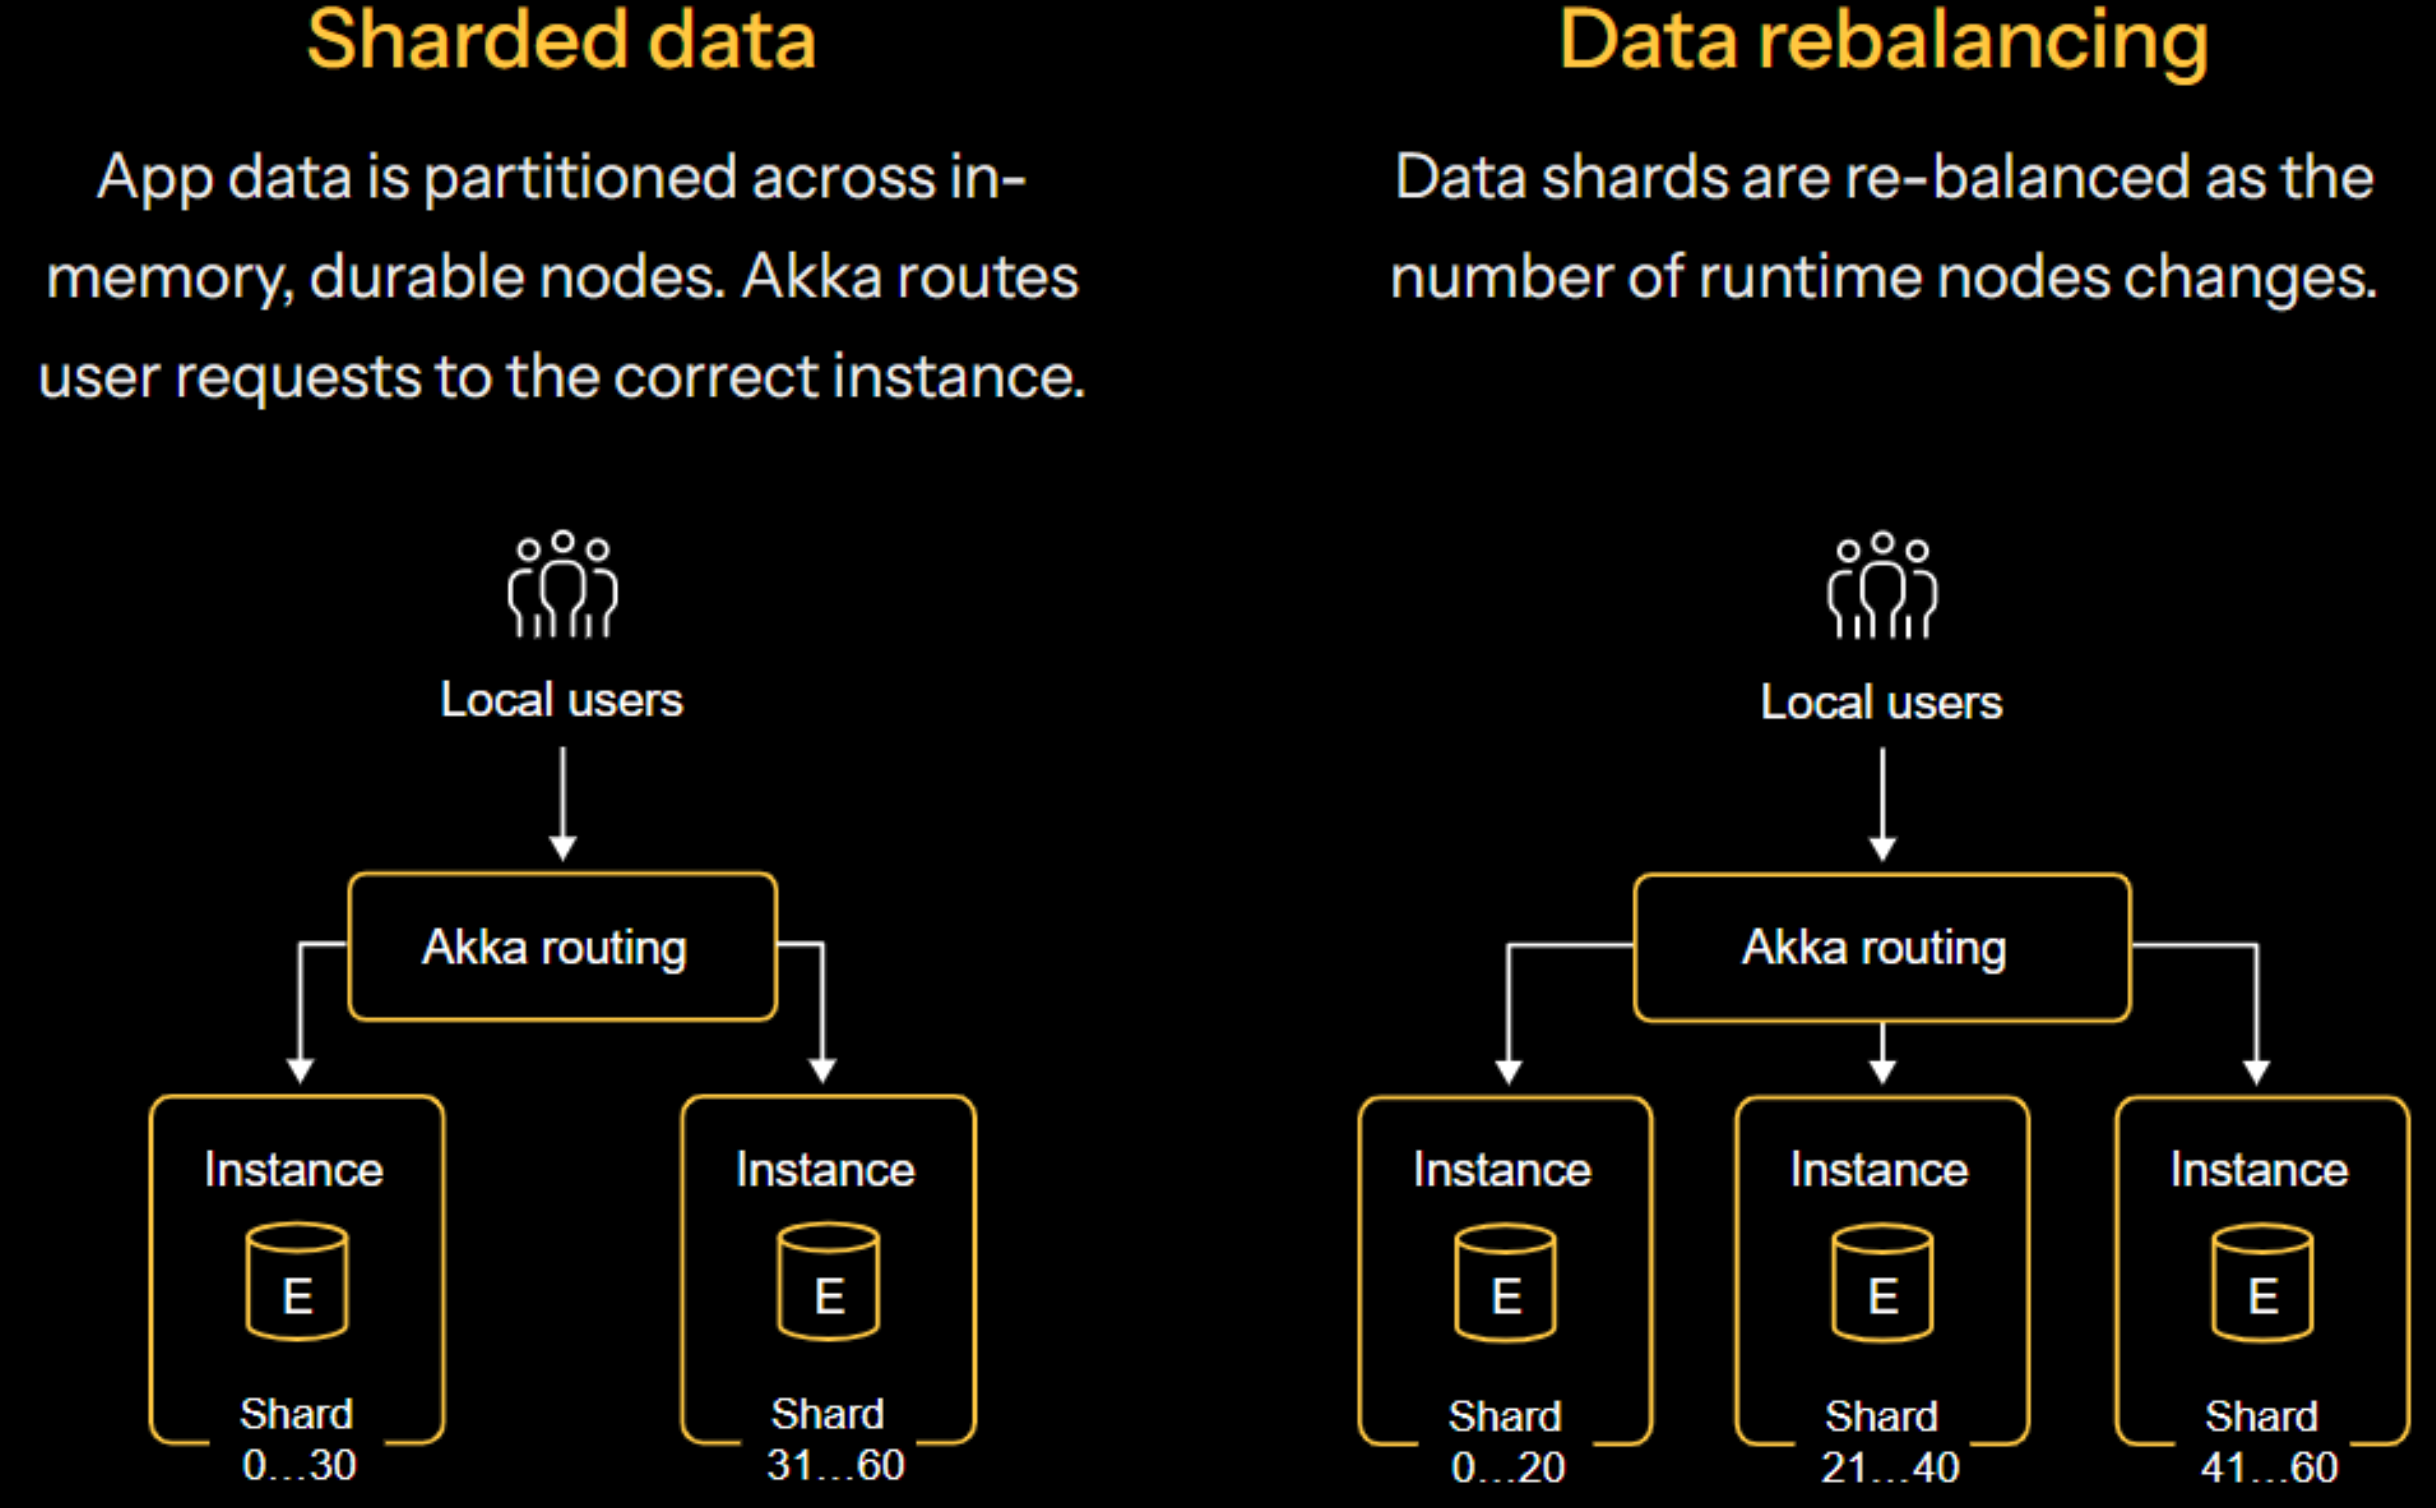 Sharded data
App data is partitioned across in-
memory, durable nodes. Akka routes
user requests to the correct instance.
Local users
Akka routing
Instance
E
Shard
0...30
Instance
E
Shard
31...60
Data rebalancing
Data shards are re-balanced as the
number of runtime nodes changes.
Local users
Akka routing
Instance
E
Shard
0...20
Instance
E
Shard
21...40
Instance
E
Shard
41...60